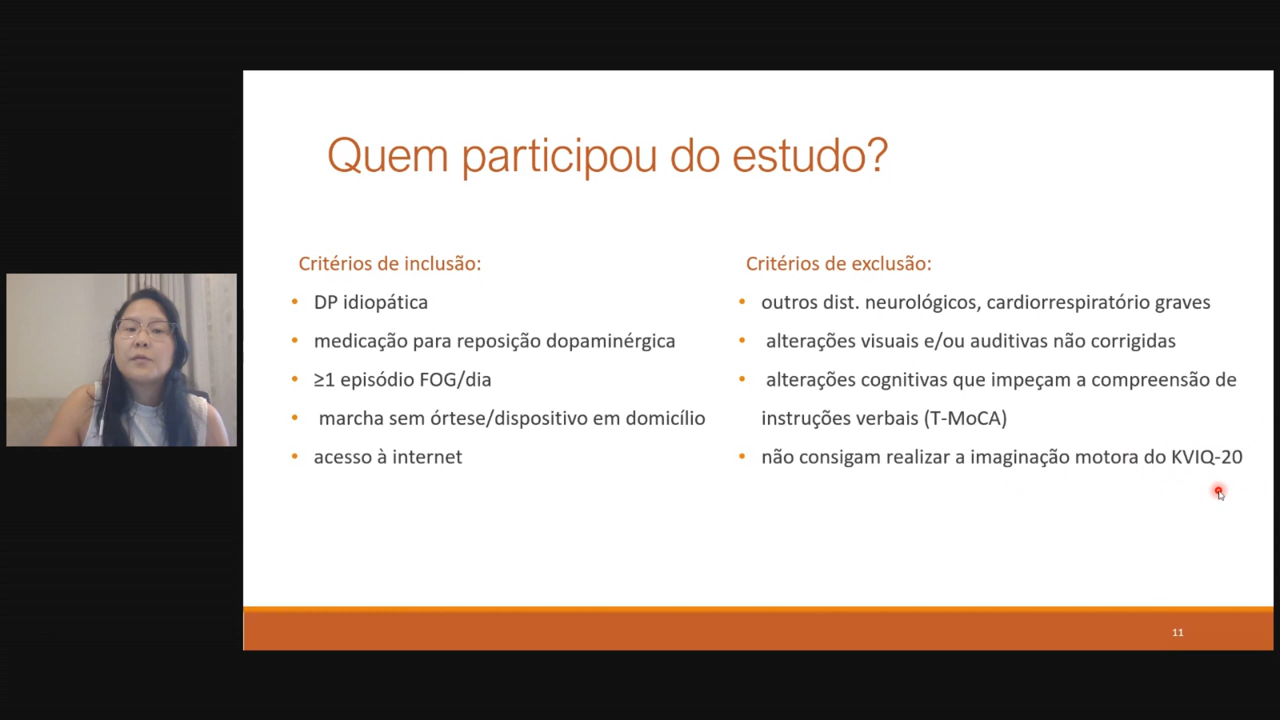 Quem participou do estudo?
Critérios de inclusão:
• DP idiopática
• medicação para reposição dopaminérgica
• ≥1 episódio FOG/dia
• marcha sem órtese/dispositivo em domicílio
• acesso à internet
Critérios de exclusão:
• outros dist. neurológicos, cardiorrespiratório graves
• alterações visuais e/ou auditivas não corrigidas
• alterações cognitivas que impeçam a compreensão de
instruções verbais (T-MoCA)
• não consigam realizar a imaginação motora do KVIQ-20
11